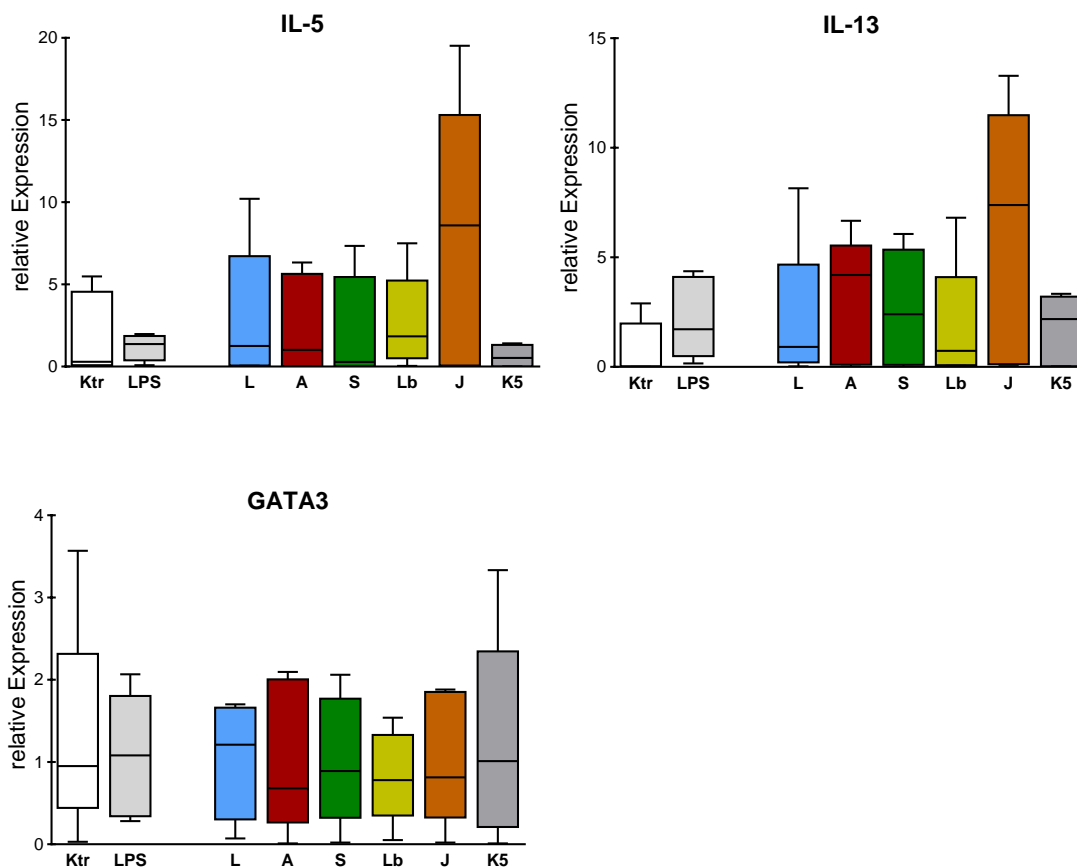 IL-5
relative Expression
20
15
10
5
0
Ktr LPS L A S Lb J K5
IL-13
relative Expression
15
10
5
0
Ktr LPS L A S Lb J K5
GATA3
relative Expression
4
3
2
1
0
Ktr LPS L A S Lb J K5